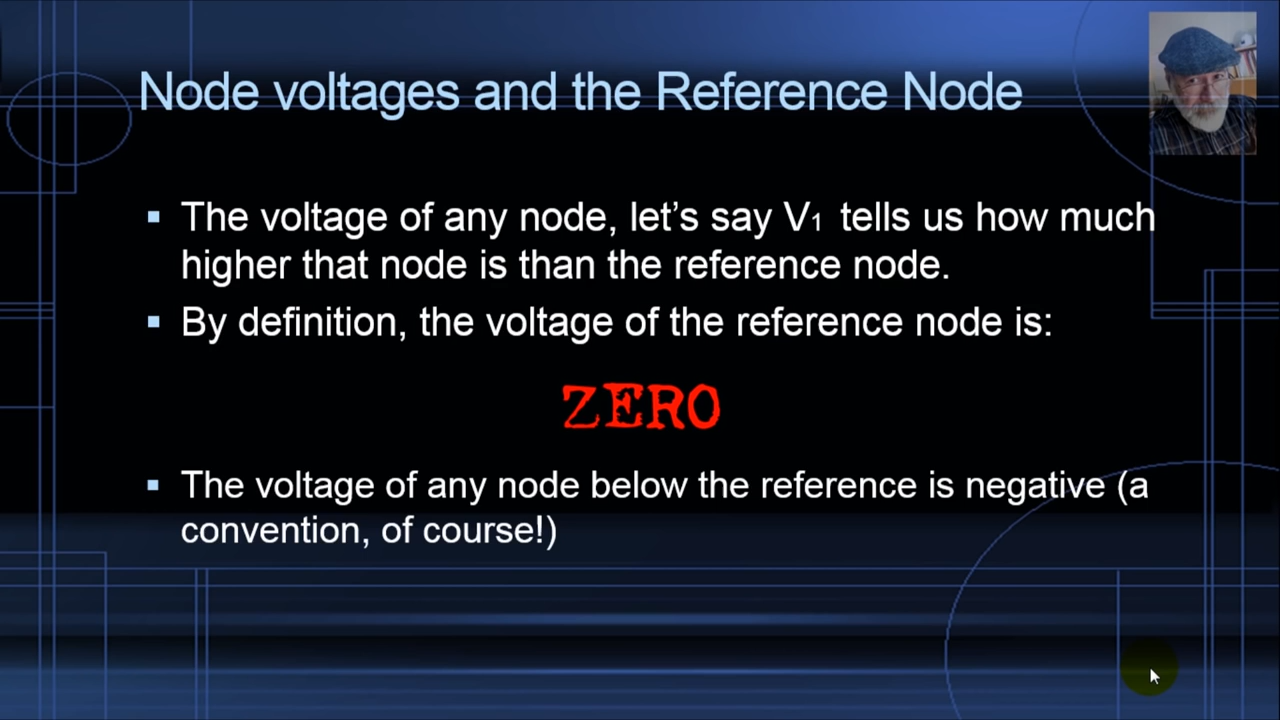 Node voltages and the Reference Node
▪ The voltage of any node, let’s say V₁ tells us how much
higher that node is than the reference node.
▪ By definition, the voltage of the reference node is:
ZERO
▪ The voltage of any node below the reference is negative (a
convention, of course!)